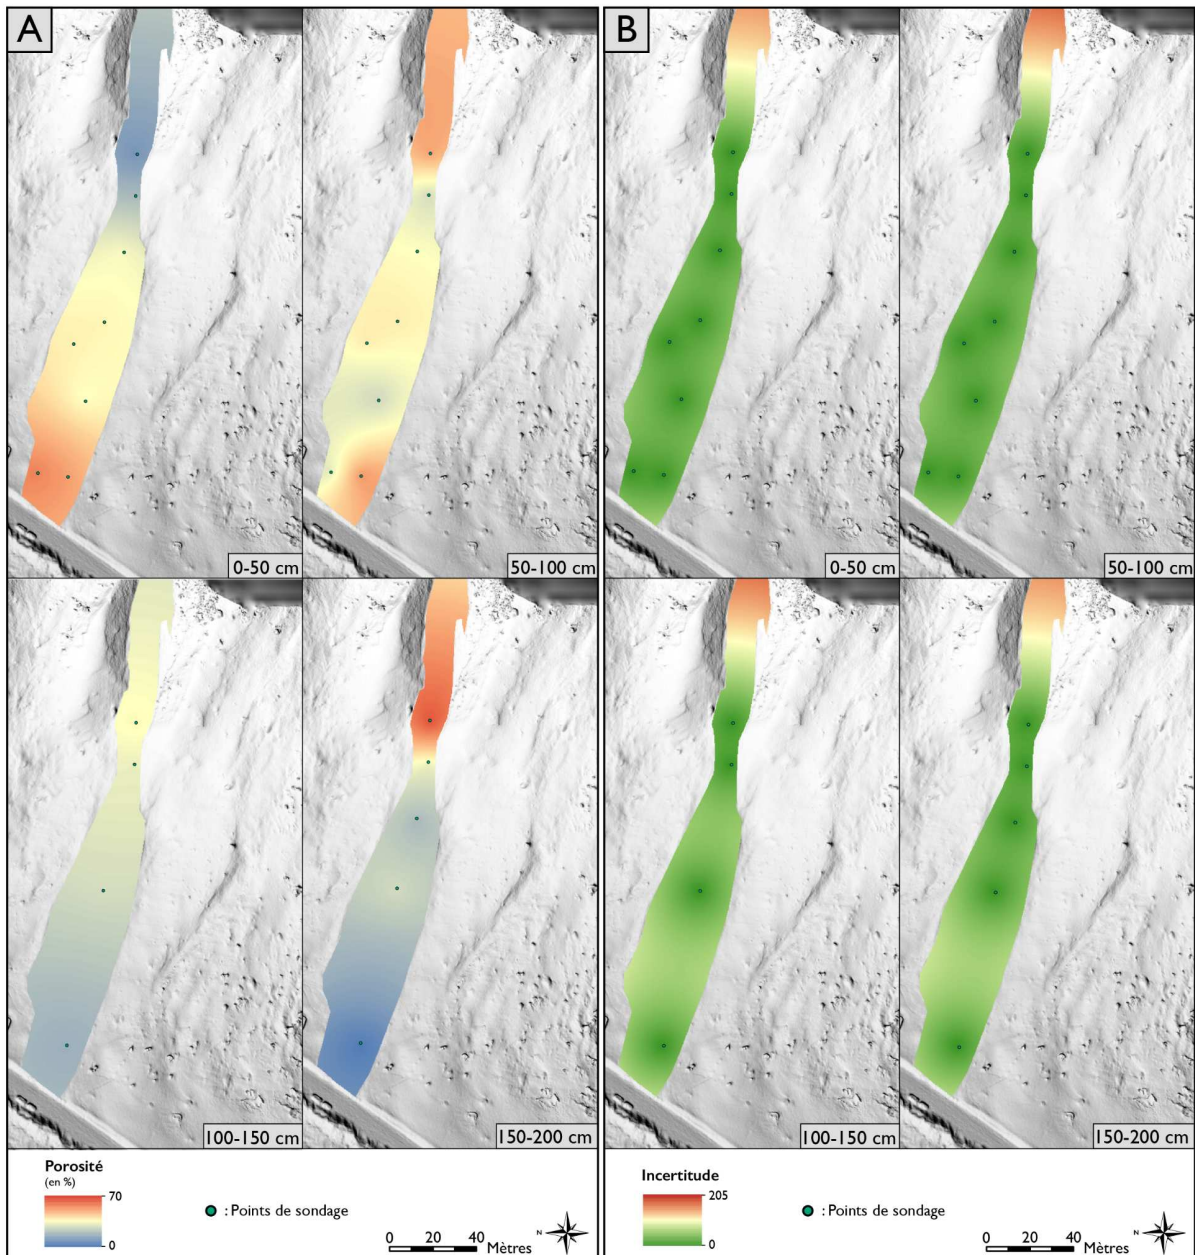 A
B
0-50 cm
50-100 cm
0-50 cm
50-100 cm
100-150 cm
150-200 cm
100-150 cm
150-200 cm
Porosité
(en %)
70
0
: Points de sondage
N
0 20 40
Mètres
Incertitude
205
0
: Points de sondage
N
0 20 40
Mètres